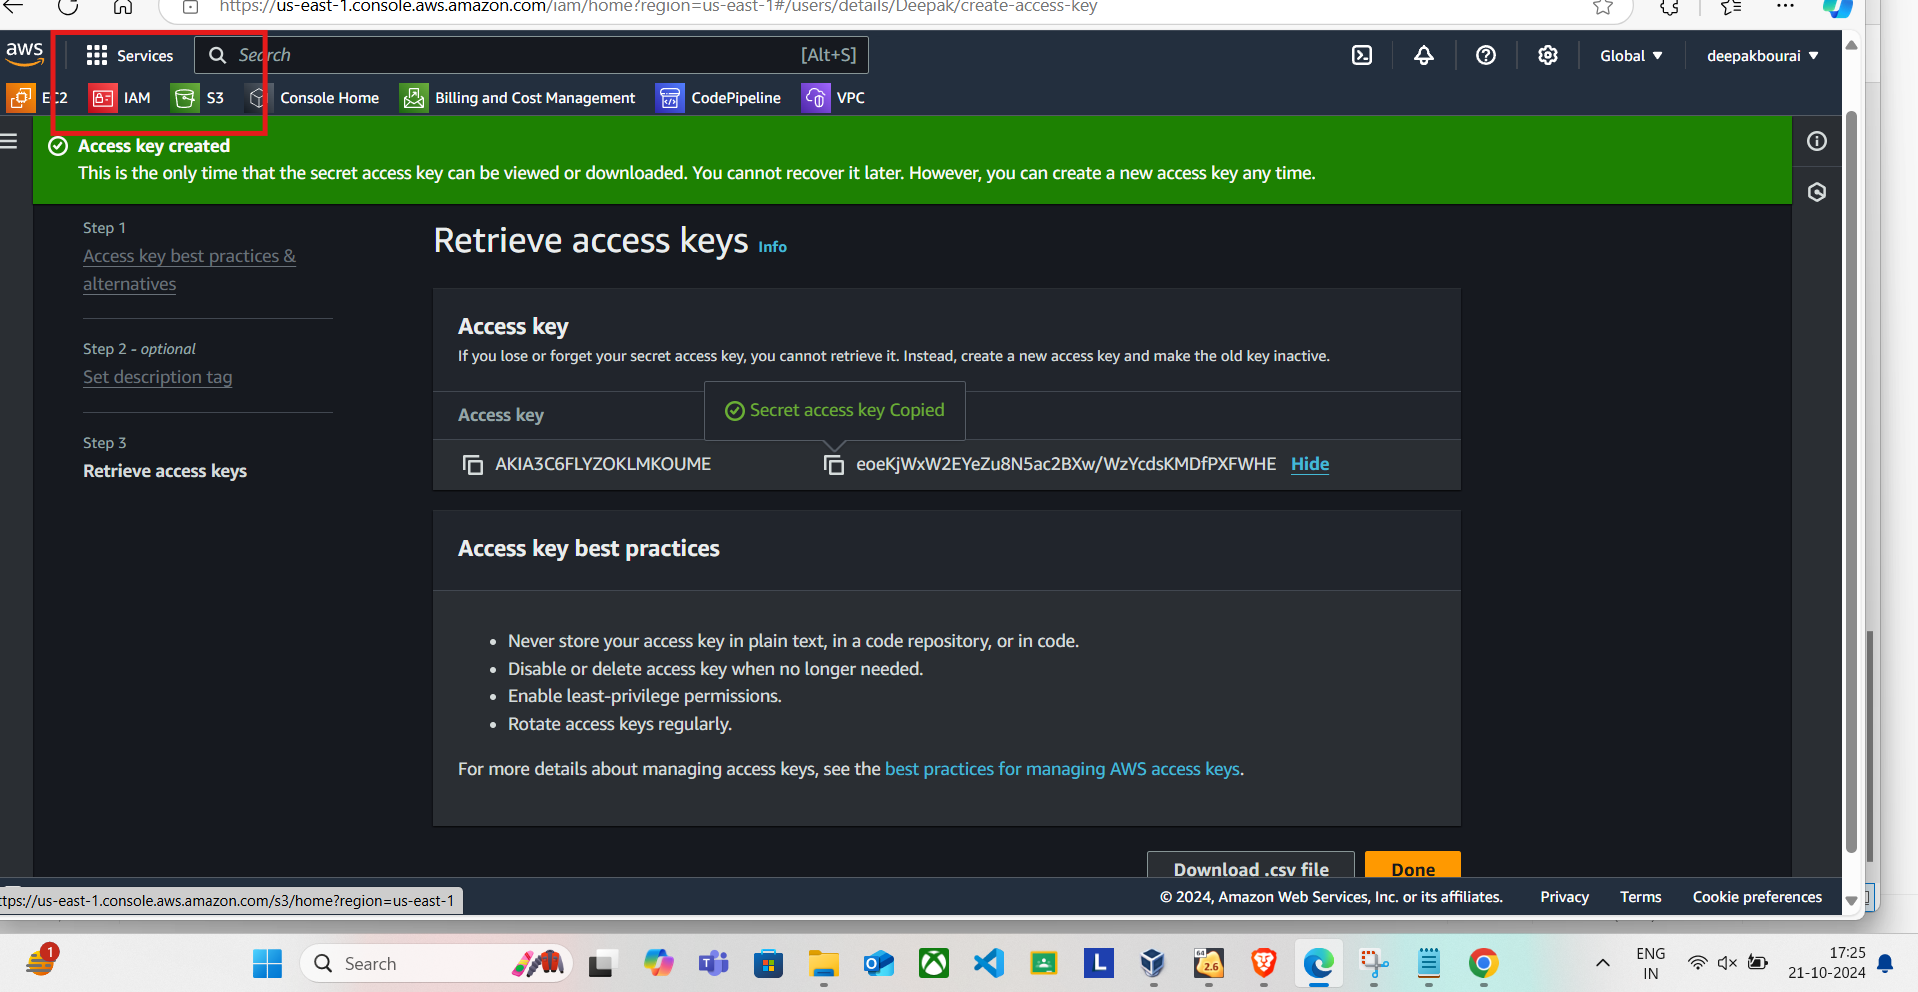 https://us-east-1.console.aws.amazon.com/iam/home?region=us-east-1#/users/details/Deepak/create-access-key
aws
Services
Search
[Alt+S]
Global
deepakbourai
EC2
IAM
S3
Console Home
Billing and Cost Management
CodePipeline
VPC
Access key created
This is the only time that the secret access key can be viewed or downloaded. You cannot recover it later. However, you can create a new access key any time.
Step 1
Access key best practices &
alternatives
Step 2 - optional
Set description tag
Step 3
Retrieve access keys
Retrieve access keys Info
Access key
If you lose or forget your secret access key, you cannot retrieve it. Instead, create a new access key and make the old key inactive.
Access key
Secret access key Copied
AKIA3C6FLYZOKLMKOUME
eoeKjWxW2EYeZu8N5ac2BXw/WzYcdsKMDfPXFWHE Hide
Access key best practices
Never store your access key in plain text, in a code repository, or in code.
Disable or delete access key when no longer needed.
Enable least-privilege permissions.
Rotate access keys regularly.
For more details about managing access keys, see the best practices for managing AWS access keys.
Download .csv file
Done
ttps://us-east-1.console.aws.amazon.com/s3/home?region=us-east-1
© 2024, Amazon Web Services, Inc. or its affiliates.
Privacy
Terms
Cookie preferences
1
Search
L
64
2.6
ENG
IN
17:25
21-10-2024